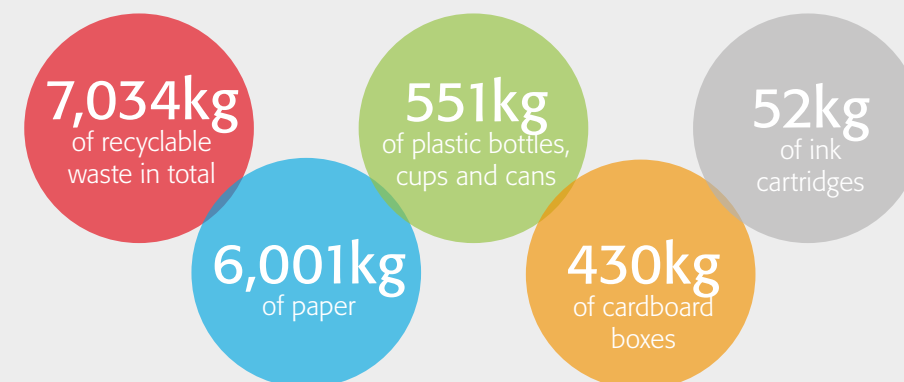 7,034kg
of recyclable
waste in total
6,001kg
of paper
551kg
of plastic bottles,
cups and cans
430kg
of cardboard
boxes
52kg
of ink
cartridges